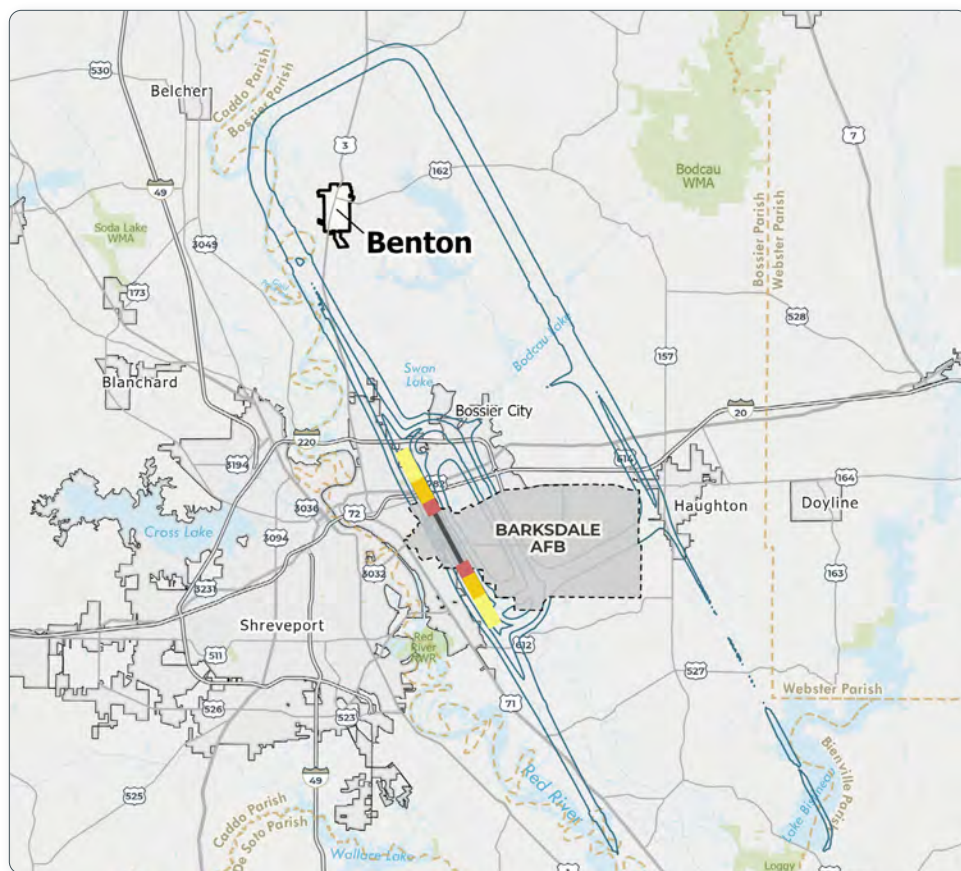 530
Belcher
Caddo Parish
Bossier Parish
3
7
162
Bodcau
WMA
49
Benton
Soda Lake
WMA
3049
Bossier Parish
Webster Parish
173
528
Bodcau Lake
157
Blanchard
Swan
Lake
Bossier City
20
220
3194
782
614
164
3036
72
Haughton
Doyline
Cross Lake
BARKSDALE
AFB
3094
3032
163
3231
Shreveport
Red
River
NWR
612
511
527
Webster Parish
526
71
523
Bienville Parish
49
Red River
Lake Bistineau
525
Caddo Parish
De Soto Parish
Wallace Lake
Loggy